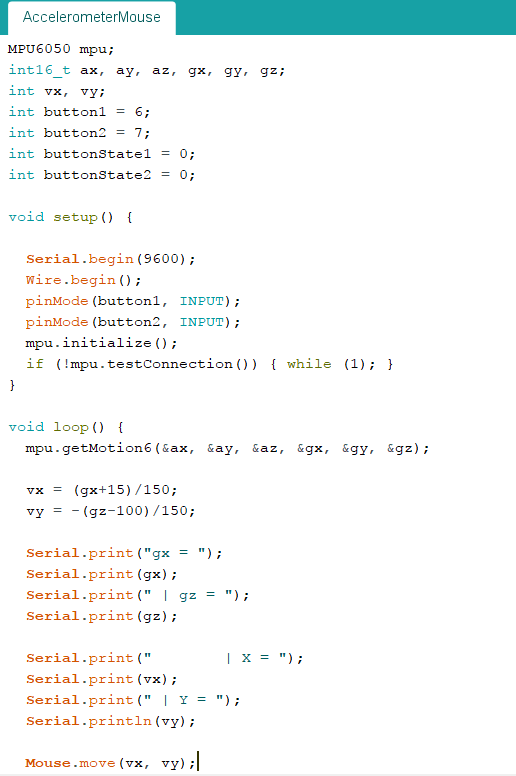 AccelerometerMouse
MPU6050 mpu;
int16_t ax, ay, az, gx, gy, gz;
int vx, vy;
int button1 = 6;
int button2 = 7;
int buttonState1 = 0;
int buttonState2 = 0;
void setup() {
Serial.begin(9600);
Wire.begin();
pinMode(button1, INPUT);
pinMode(button2, INPUT);
mpu.initialize();
if (!mpu.testConnection()) { while (1); }
}
void loop() {
mpu.getMotion6(&ax, &ay, &az, &gx, &gy, &gz);
vx = (gx+15)/150;
vy = -(gz-100)/150;
Serial.print("gx = ");
Serial.print(gx);
Serial.print(" | gz = ");
Serial.print(gz);
Serial.print("        | X = ");
Serial.print(vx);
Serial.print(" | Y = ");
Serial.println(vy);
Mouse.move(vx, vy);